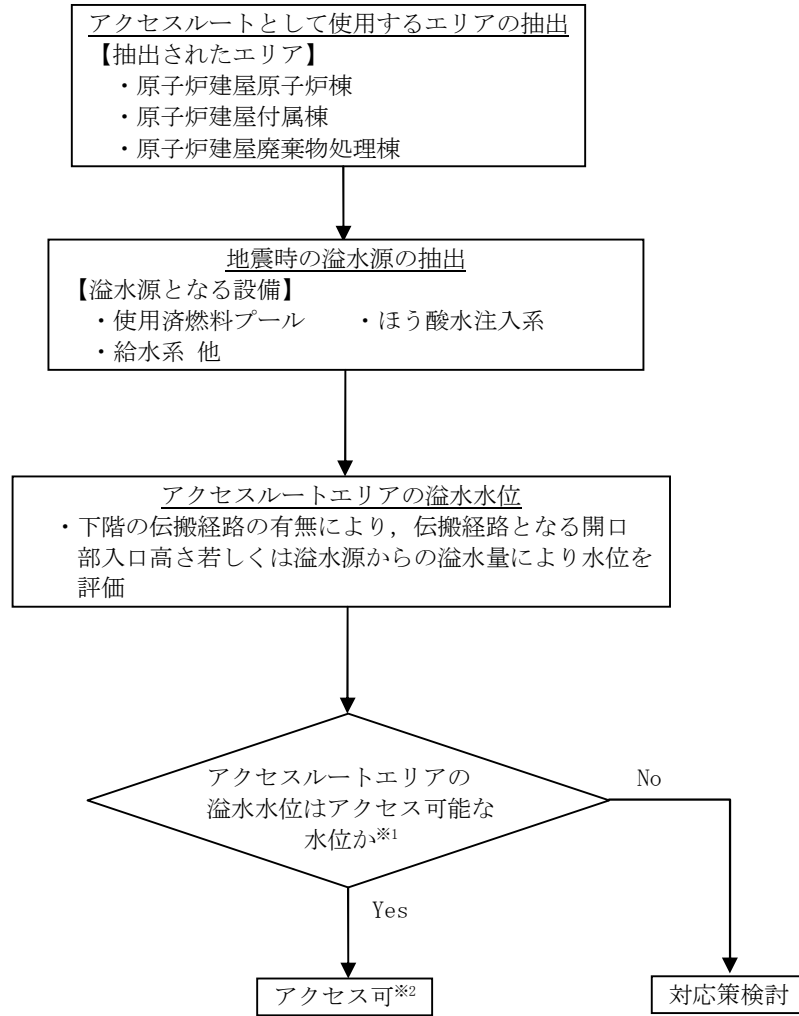 アクセスルートとして使用するエリアの抽出
【抽出されたエリア】
・原子炉建屋原子炉棟
・原子炉建屋付属棟
・原子炉建屋廃棄物処理棟
地震時の溢水源の抽出
【溢水源となる設備】
・使用済燃料プール ・ほう酸水注入系
・給水系 他
アクセスルートエリアの溢水水位
・下階の伝搬経路の有無により，伝搬経路となる開口
部入口高さ若しくは溢水源からの溢水量により水位を
評価
アクセスルートエリアの
溢水水位はアクセス可能な
水位か※1
No
Yes
アクセス可※2
対応策検討